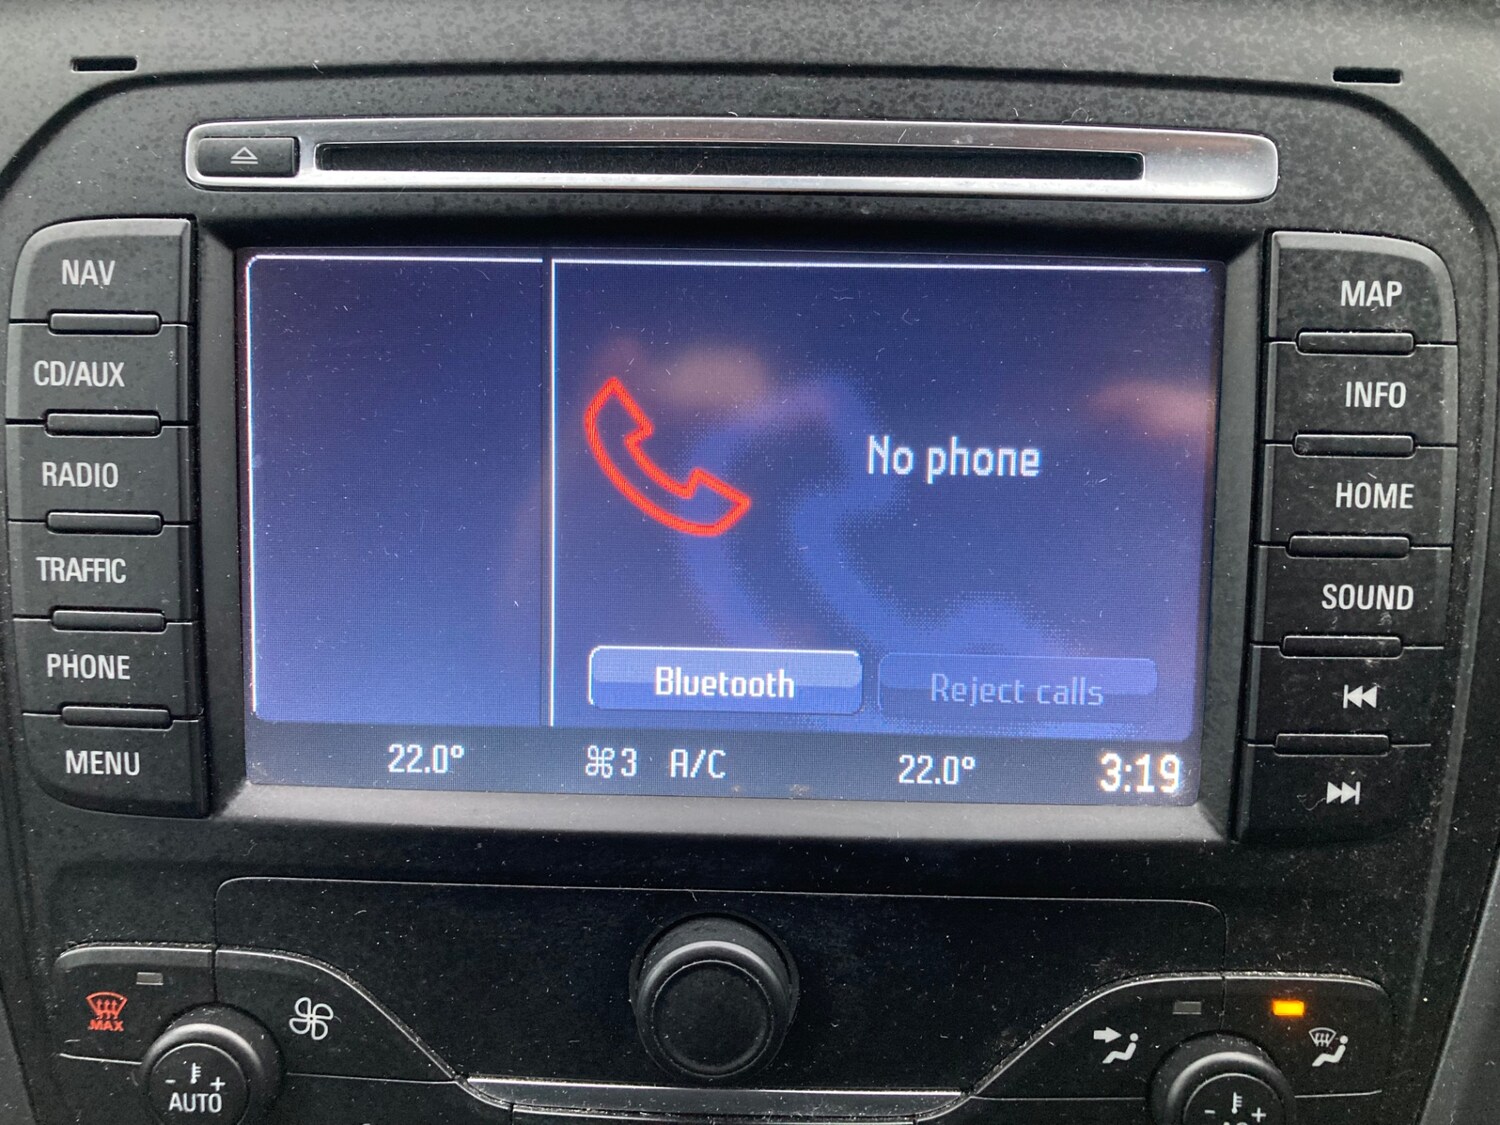 NAV
CD/AUX
RADIO
TRAFFIC
PHONE
MENU
No phone
Bluetooth
Reject calls
22.0°
3 A/C
22.0°
3:19
MAP
INFO
HOME
SOUND
MAX
- +
AUTO
- +